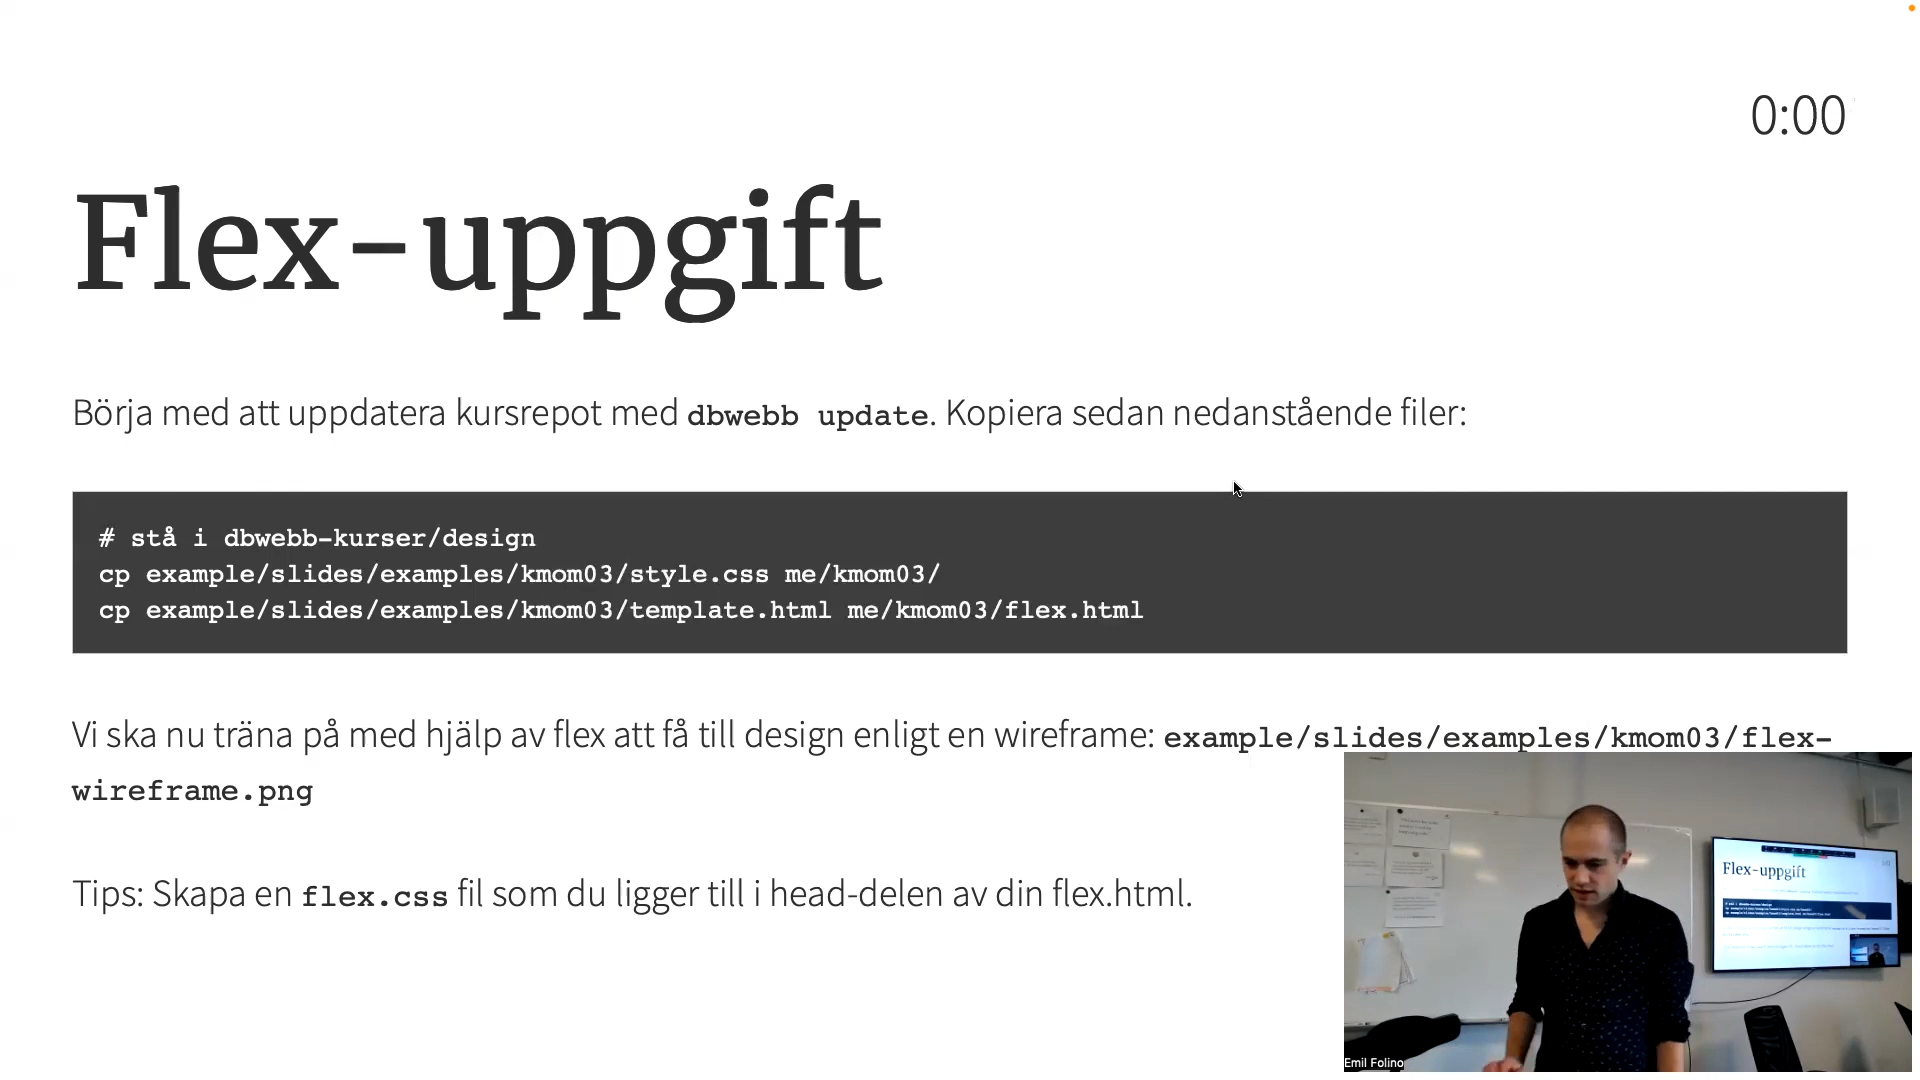 0:00
Flex-uppgift
Börja med att uppdatera kursrepot med dbwebb update. Kopiera sedan nedanstående filer:
# stå i dbwebb-kurser/design
cp example/slides/examples/kmom03/style.css me/kmom03/
cp example/slides/examples/kmom03/template.html me/kmom03/flex.html
Vi ska nu träna på med hjälp av flex att få till design enligt en wireframe: example/slides/examples/kmom03/flex-
wireframe.png
Tips: Skapa en flex.css fil som du ligger till i head-delen av din flex.html.
Flex-uppgift
Emil Folino